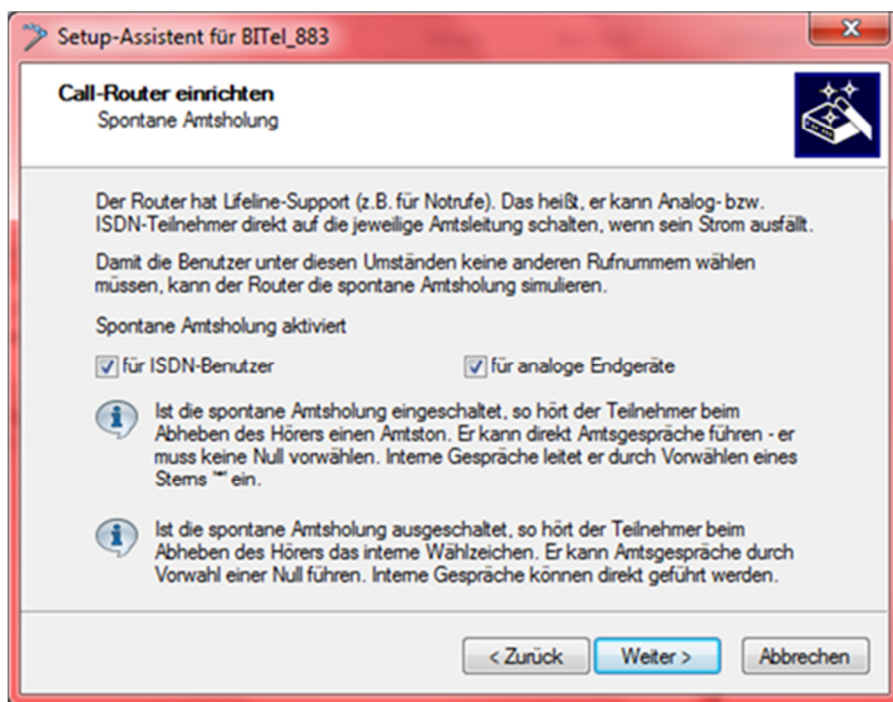 Setup-Assistent für BITel_883
Call-Router einrichten
Spontane Amtsholung
Der Router hat Lifeline-Support (z.B. für Notrufe). Das heißt, er kann Analog- bzw.
ISDN-Teilnehmer direkt auf die jeweilige Amtsleitung schalten, wenn sein Strom ausfällt.
Damit die Benutzer unter diesen Umständen keine anderen Rufnummern wählen
müssen, kann der Router die spontane Amtsholung simulieren.
Spontane Amtsholung aktiviert
für ISDN-Benutzer
für analoge Endgeräte
Ist die spontane Amtsholung eingeschaltet, so hört der Teilnehmer beim
Abheben des Hörers einen Amtston. Er kann direkt Amtsgespräche führen - er
muss keine Null vorwählen. Interne Gespräche leitet er durch Vorwählen eines
Sterns "*" ein.
Ist die spontane Amtsholung ausgeschaltet, so hört der Teilnehmer beim
Abheben des Hörers das interne Wählzeichen. Er kann Amtsgespräche durch
Vorwahl einer Null führen. Interne Gespräche können direkt geführt werden.
< Zurück
Weiter >
Abbrechen